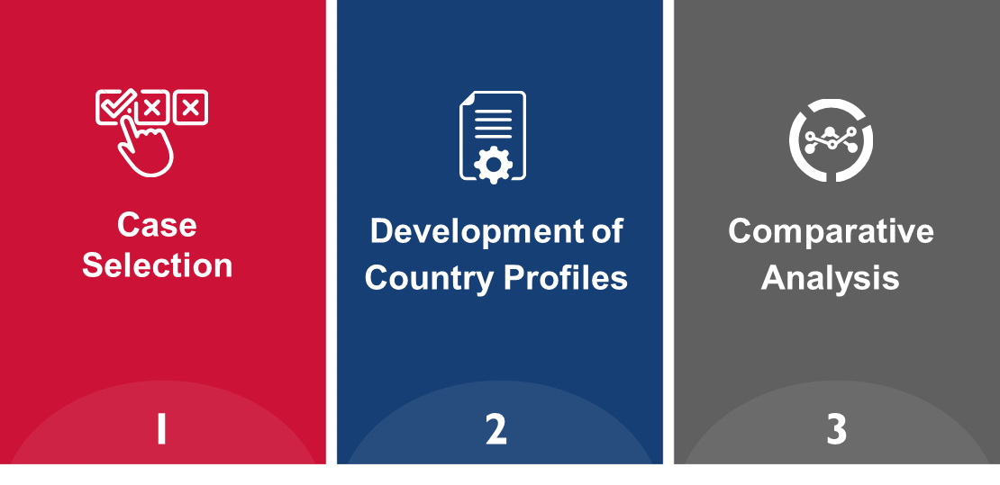 Case
Selection
1
Development of
Country Profiles
2
Comparative
Analysis
3